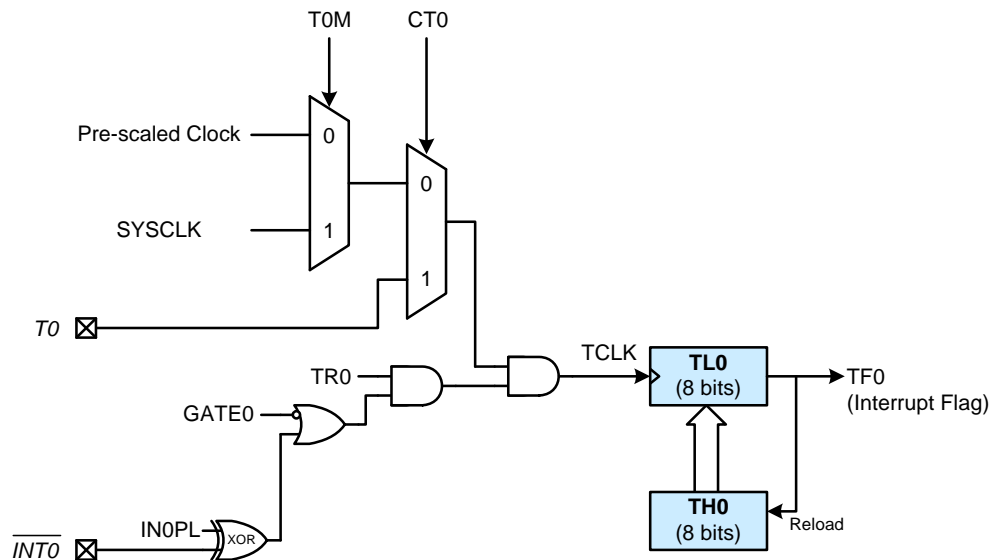 T0M
CT0
Pre-scaled Clock
0
0
SYSCLK
1
1
T0
TR0
TCLK
TL0
(8 bits)
TF0
(Interrupt Flag)
GATE0
IN0PL
XOR
INT0
TH0
(8 bits)
Reload